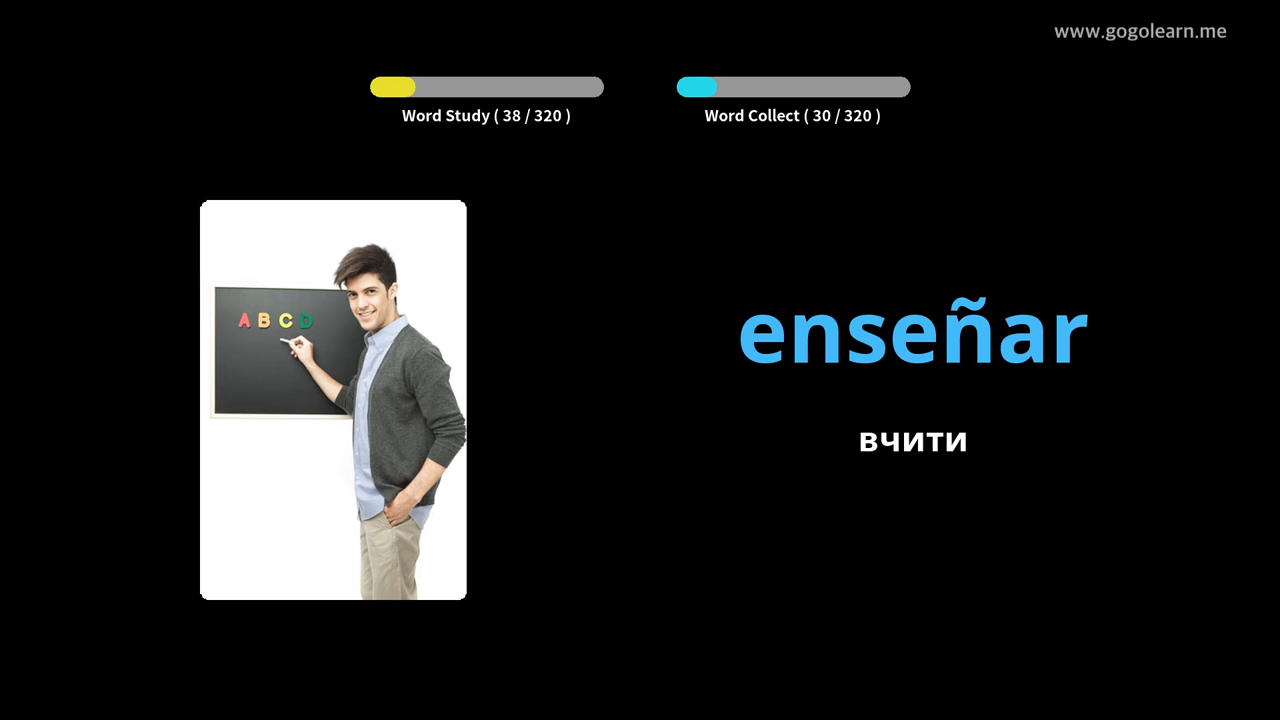 www.gogolearn.me
Word Study ( 38 / 320 )
Word Collect ( 30 / 320 )
A B C D
enseñar
вчити